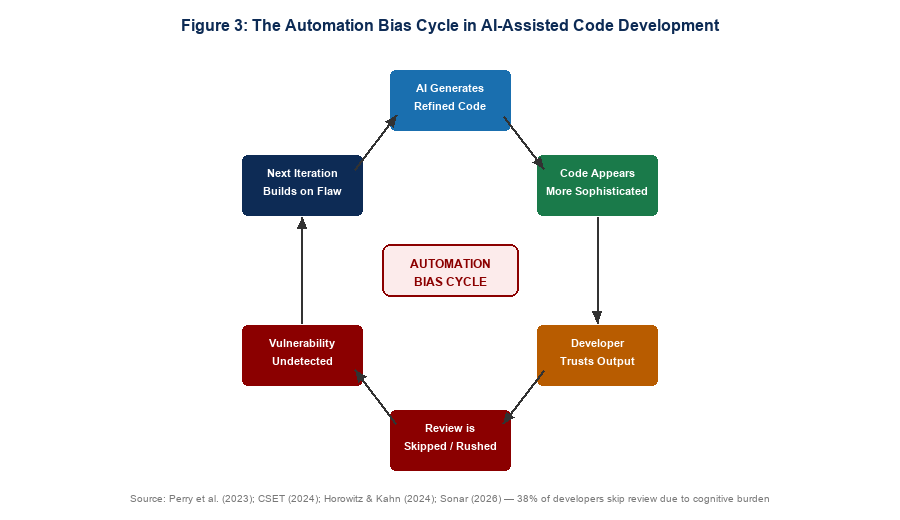 Figure 3: The Automation Bias Cycle in AI-Assisted Code Development
AI Generates
Refined Code
Code Appears
More Sophisticated
Developer
Trusts Output
Review is
Skipped / Rushed
Vulnerability
Undetected
Next Iteration
Builds on Flaw
AUTOMATION
BIAS CYCLE
Source: Perry et al. (2023); CSET (2024); Horowitz & Kahn (2024); Sonar (2026) — 38% of developers skip review due to cognitive burden